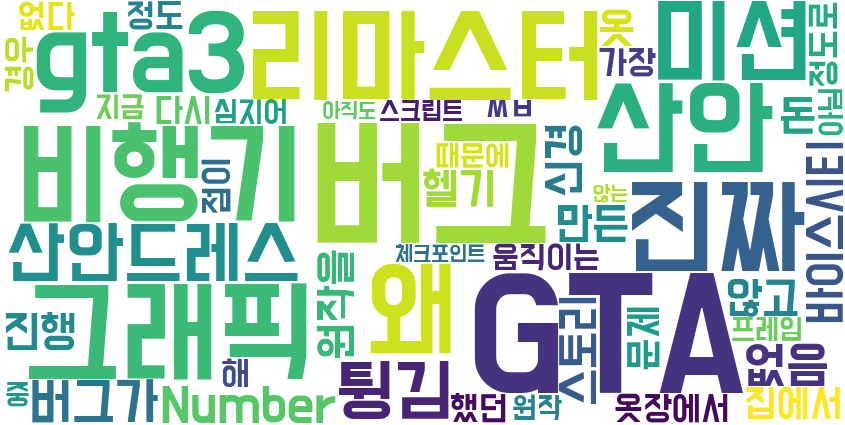 없다 정도 리마스터 옷 미션 정도로
경우 gta3 가장
지금 다시 심지어 아직도 스크립트 ㅆㅂ 산안 돈 아님
비행기 버그 때문에 신경
점이 헬기 않는 진짜 바이스시티
산안드레스 만든
체크포인트 움직이는
그래픽 원작을 왜 GTA 스토리 않고
진행 문제 프레임
해 없음
중 버그가 Number 튕김 했던 원작 옷장에서 집에서